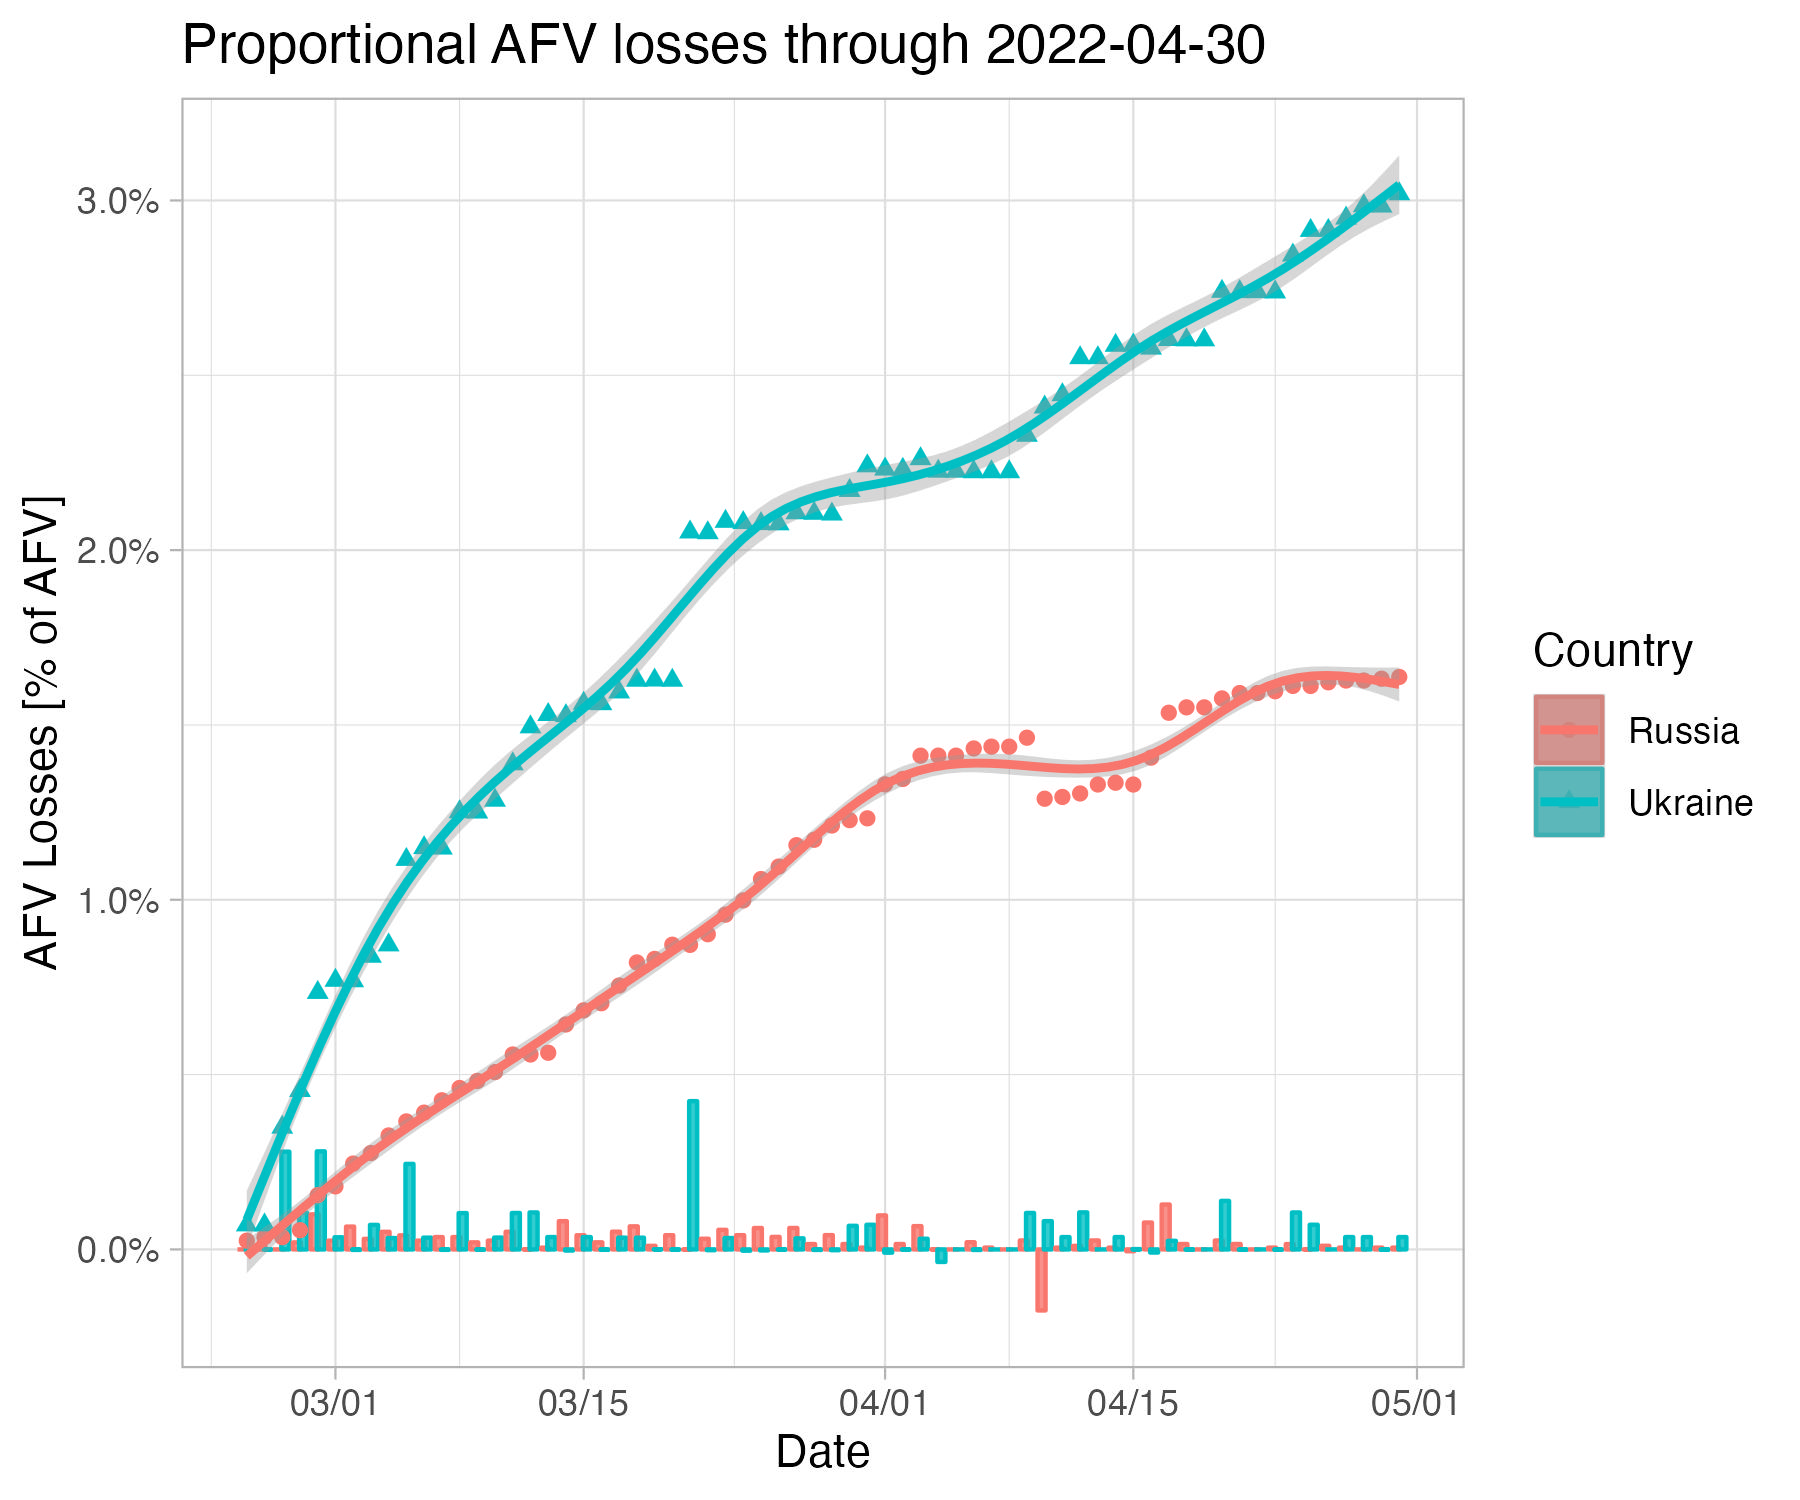 Proportional AFV losses through 2022-04-30
AFV Losses [% of AFV]
3.0%
2.0%
1.0%
0.0%
03/01
03/15
04/01
04/15
05/01
Date
Country
Russia
Ukraine